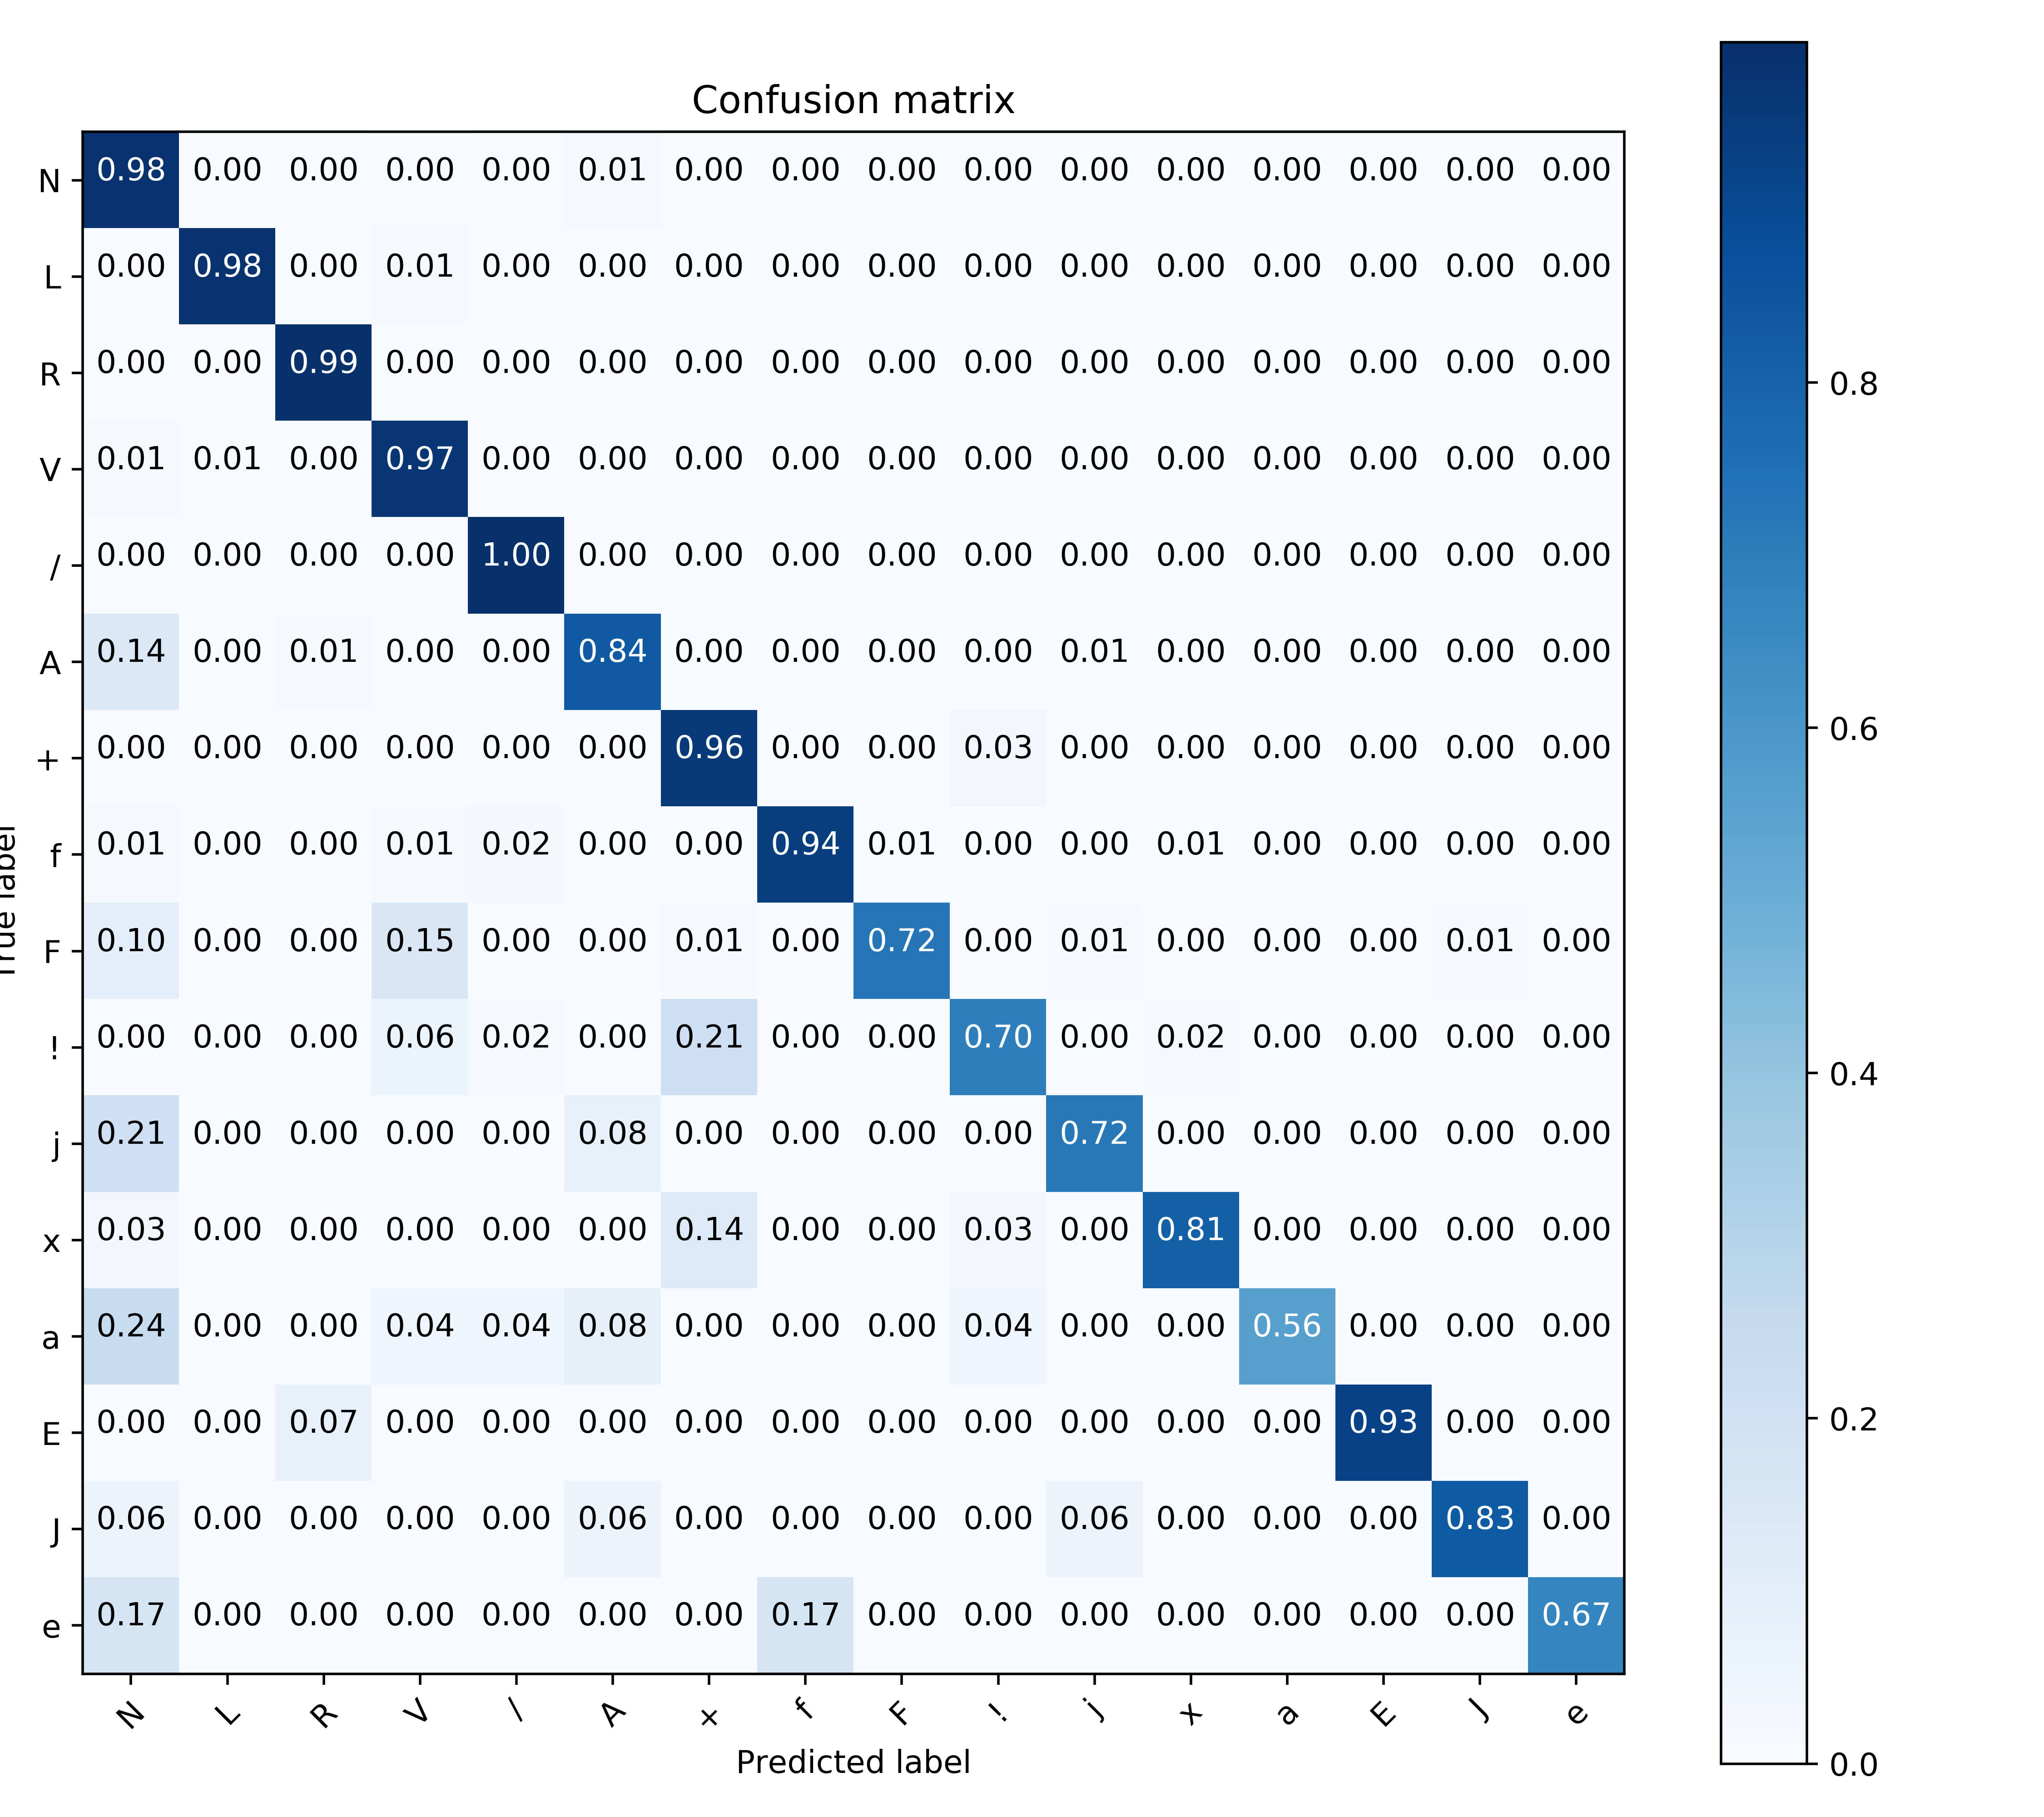 Confusion matrix
N 0.98 0.00 0.00 0.00 0.00 0.01 0.00 0.00 0.00 0.00 0.00 0.00 0.00 0.00 0.00 0.00
L 0.00 0.98 0.00 0.01 0.00 0.00 0.00 0.00 0.00 0.00 0.00 0.00 0.00 0.00 0.00 0.00
R 0.00 0.00 0.99 0.00 0.00 0.00 0.00 0.00 0.00 0.00 0.00 0.00 0.00 0.00 0.00 0.00
V 0.01 0.01 0.00 0.97 0.00 0.00 0.00 0.00 0.00 0.00 0.00 0.00 0.00 0.00 0.00 0.00
/ 0.00 0.00 0.00 0.00 1.00 0.00 0.00 0.00 0.00 0.00 0.00 0.00 0.00 0.00 0.00 0.00
A 0.14 0.00 0.01 0.00 0.00 0.84 0.00 0.00 0.00 0.00 0.01 0.00 0.00 0.00 0.00 0.00
+ 0.00 0.00 0.00 0.00 0.00 0.00 0.96 0.00 0.00 0.03 0.00 0.00 0.00 0.00 0.00 0.00
f 0.01 0.00 0.00 0.01 0.02 0.00 0.00 0.94 0.01 0.00 0.00 0.01 0.00 0.00 0.00 0.00
F 0.10 0.00 0.00 0.15 0.00 0.00 0.01 0.00 0.72 0.00 0.01 0.00 0.00 0.00 0.01 0.00
! 0.00 0.00 0.00 0.06 0.02 0.00 0.21 0.00 0.00 0.70 0.00 0.02 0.00 0.00 0.00 0.00
j 0.21 0.00 0.00 0.00 0.00 0.08 0.00 0.00 0.00 0.00 0.72 0.00 0.00 0.00 0.00 0.00
x 0.03 0.00 0.00 0.00 0.00 0.00 0.14 0.00 0.00 0.03 0.00 0.81 0.00 0.00 0.00 0.00
a 0.24 0.00 0.00 0.04 0.04 0.08 0.00 0.00 0.00 0.04 0.00 0.00 0.56 0.00 0.00 0.00
E 0.00 0.00 0.07 0.00 0.00 0.00 0.00 0.00 0.00 0.00 0.00 0.00 0.00 0.93 0.00 0.00
J 0.06 0.00 0.00 0.00 0.00 0.06 0.00 0.00 0.00 0.00 0.06 0.00 0.00 0.00 0.83 0.00
e 0.17 0.00 0.00 0.00 0.00 0.00 0.00 0.17 0.00 0.00 0.00 0.00 0.00 0.00 0.00 0.67
N L R V / A + f F ! j x a E J e
Predicted label
True label
0.8
0.6
0.4
0.2
0.0